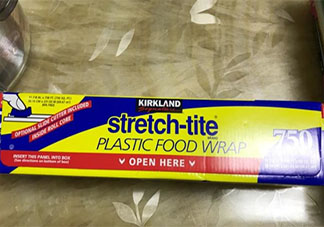 OPTIONAL SLIDE CUTTER INCLUDED
INSIDE ROLL CORE
KIRKLAND
Signature
stretch-tite®
PLASTIC FOOD WRAP
750
INSERT THIS PANEL INTO BOX
OPEN HERE